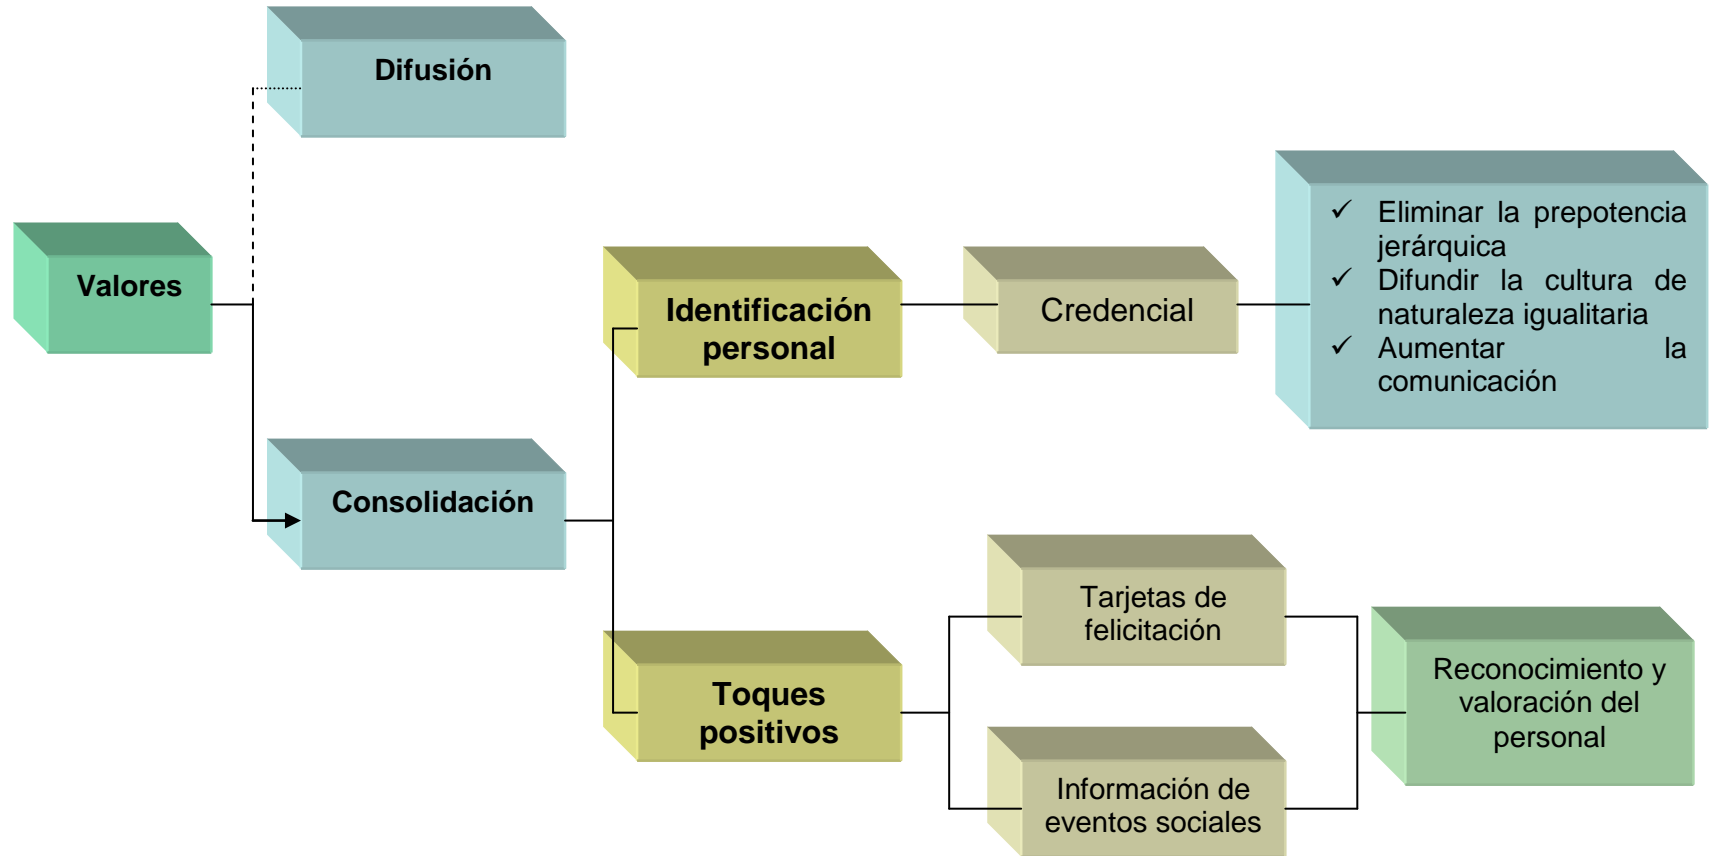 Difusión
Valores
Consolidación
Identificación
personal
Credencial
✓ Eliminar la prepotencia
jerárquica
✓ Difundir la cultura de
naturaleza igualitaria
✓ Aumentar la
comunicación
Toques
positivos
Tarjetas de
felicitación
Información de
eventos sociales
Reconocimiento y
valoración del
personal